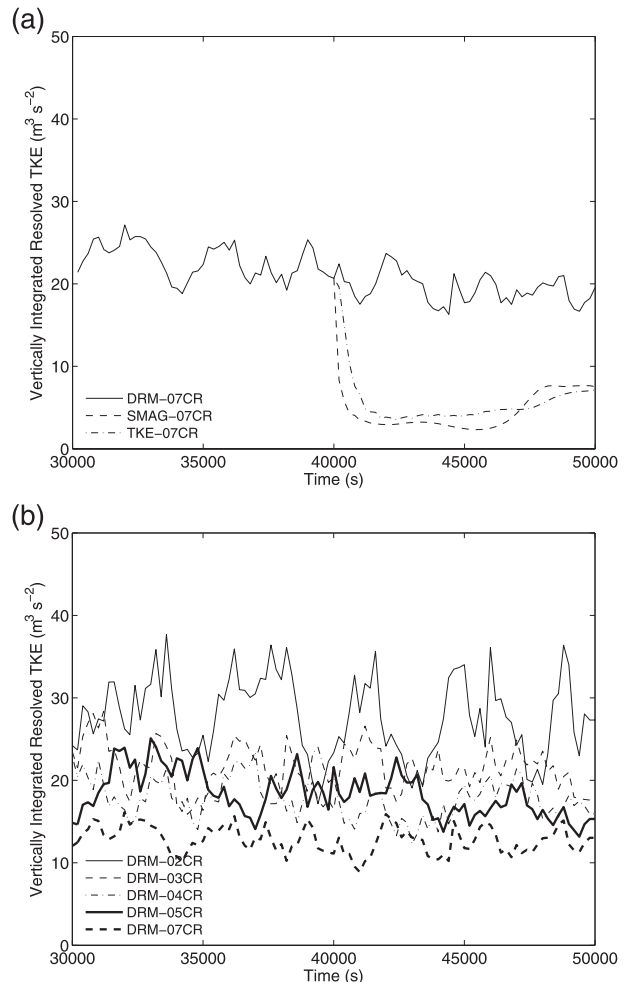 (a)
50
40
30
20
10
0
Vertically Integrated Resolved TKE (m³ s⁻²)
DRM−07CR
SMAG−07CR
TKE−07CR
30000 35000 40000 45000 50000
Time (s)
(b)
50
40
30
20
10
0
Vertically Integrated Resolved TKE (m³ s⁻²)
DRM−02CR
DRM−03CR
DRM−04CR
DRM−05CR
DRM−07CR
30000 35000 40000 45000 50000
Time (s)